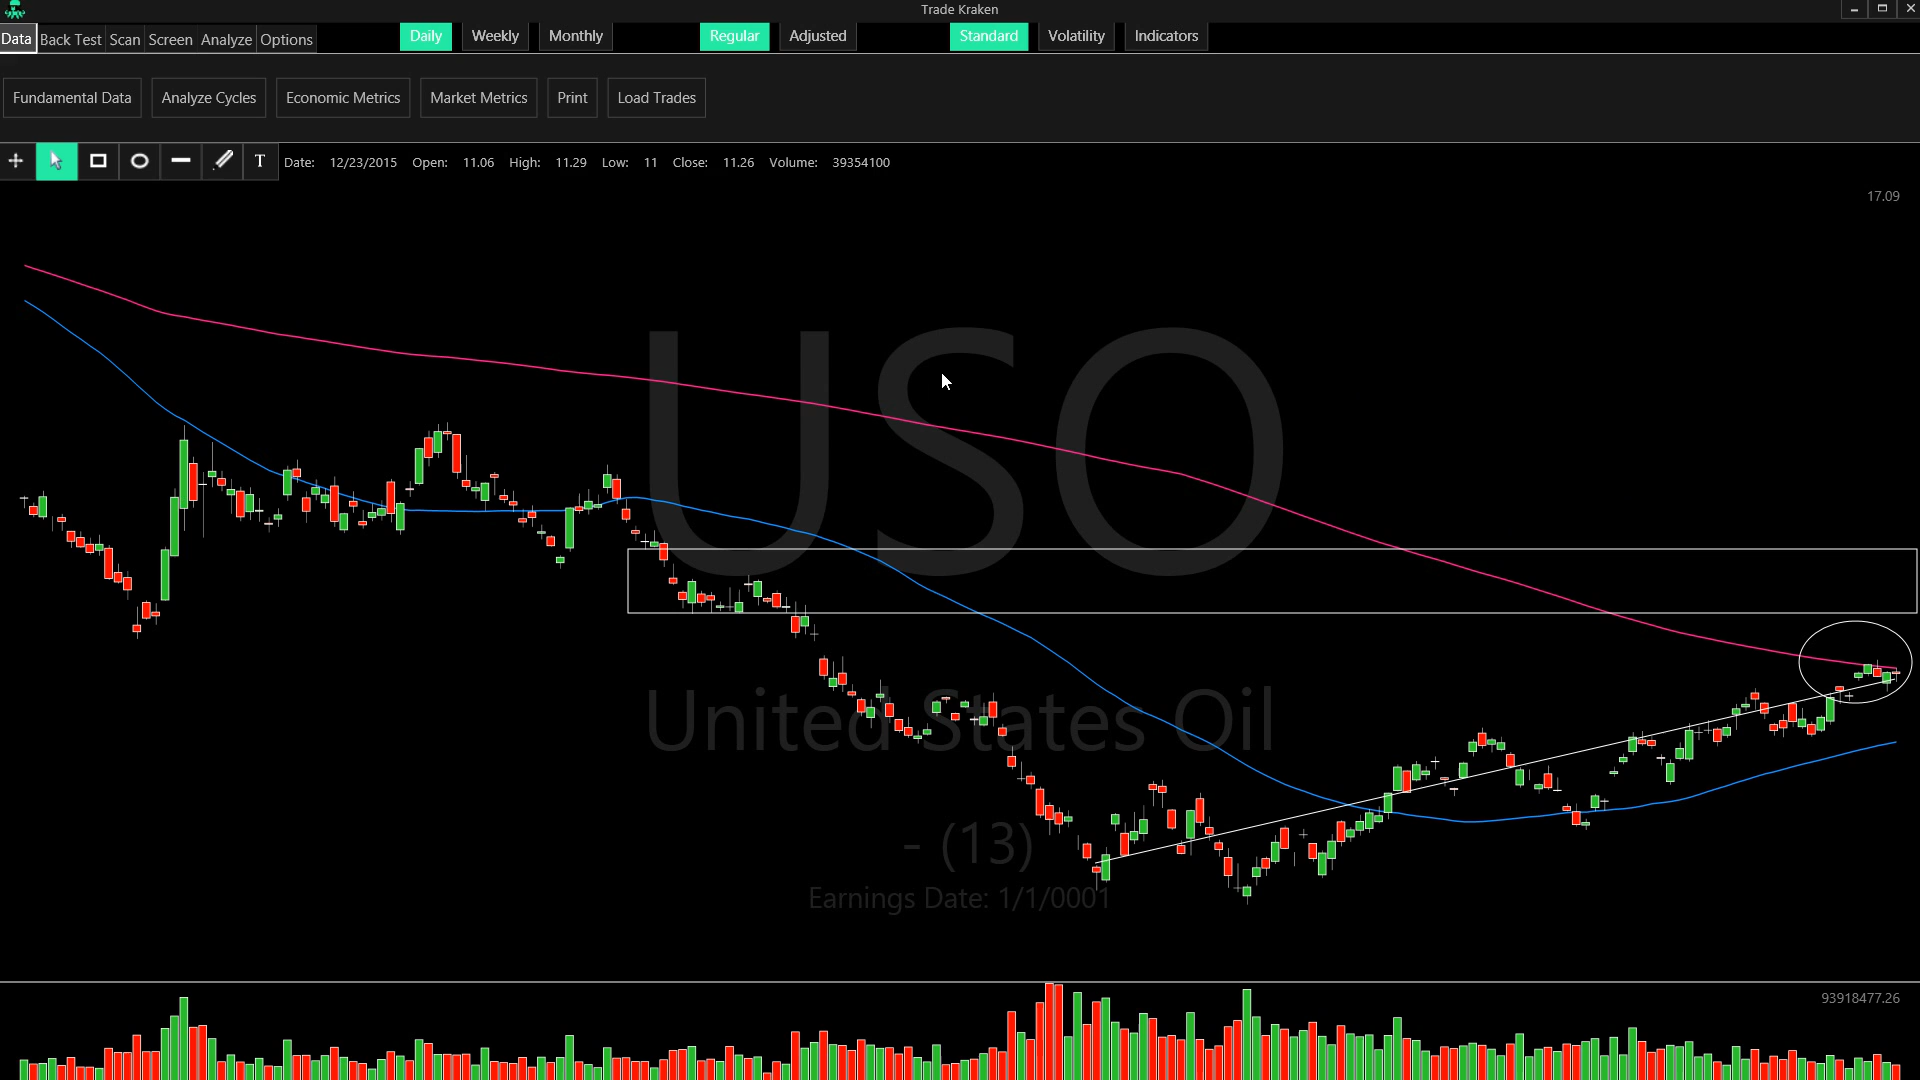 Trade Kraken
Data Back Test Scan Screen Analyze Options Daily Weekly Monthly Regular Adjusted Standard Volatility Indicators
Fundamental Data Analyze Cycles Economic Metrics Market Metrics Print Load Trades
T Date: 12/23/2015 Open: 11.06 High: 11.29 Low: 11 Close: 11.26 Volume: 39354100
17.09
USO
United States Oil
- (13)
Earnings Date: 1/1/0001
93918477.26